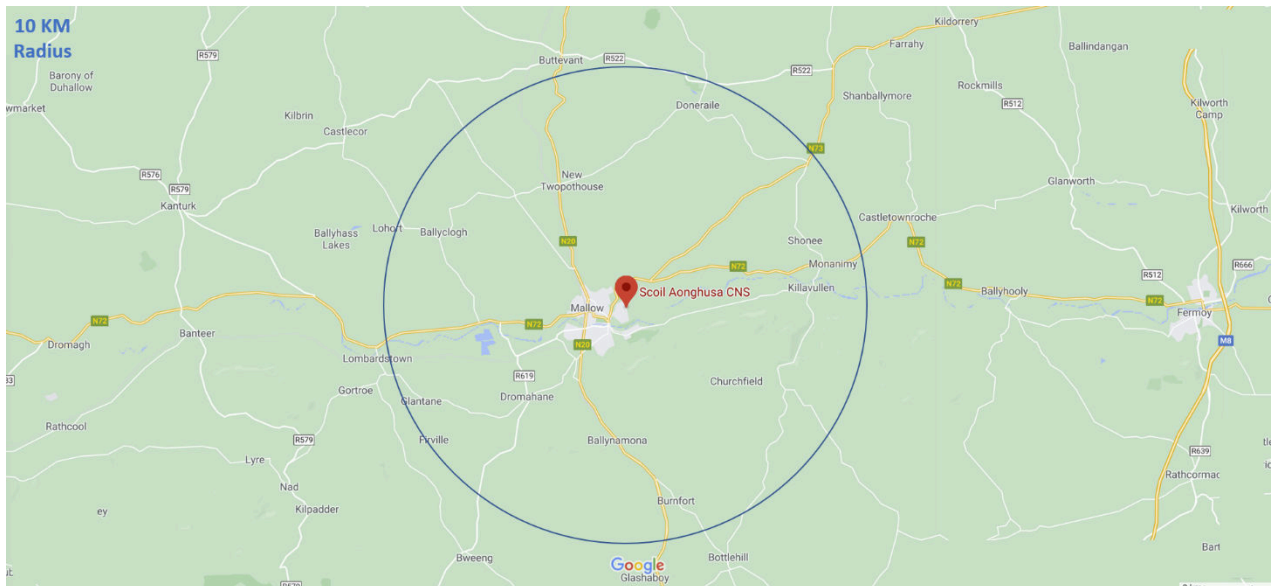 10 KM
Radius
Kildorrery
R579
Farrahy
Ballindangan
Buttevant
R522
R522
Barony of
Duhallow
Rockmills
Shanballymore
R512
Kilworth
Camp
wmarket
Doneraile
Kilbrin
Castlecor
N73
R576
R579
New
Twopothouse
Glanworth
Kanturk
Kilworth
Castletownroche
Ballyhass
Lakes
Lohort
Ballyclogh
N20
Shonee
N72
Monanimy
N72
R666
R512
Scoil Aonghusa CNS
N72
Killavullen
Ballyhooly
N72
Mallow
Fermoy
N72
N72
Banteer
Dromagh
N20
M8
Lombardstown
R619
Churchfield
Gortroe
Glantane
Dromahane
Rathcool
R579
Firville
Ballynamona
R639
Lyre
Rathcormac
Nad
Burnfort
Kilpadder
ey
Bweeng
Bottlehill
Google
Glashaboy